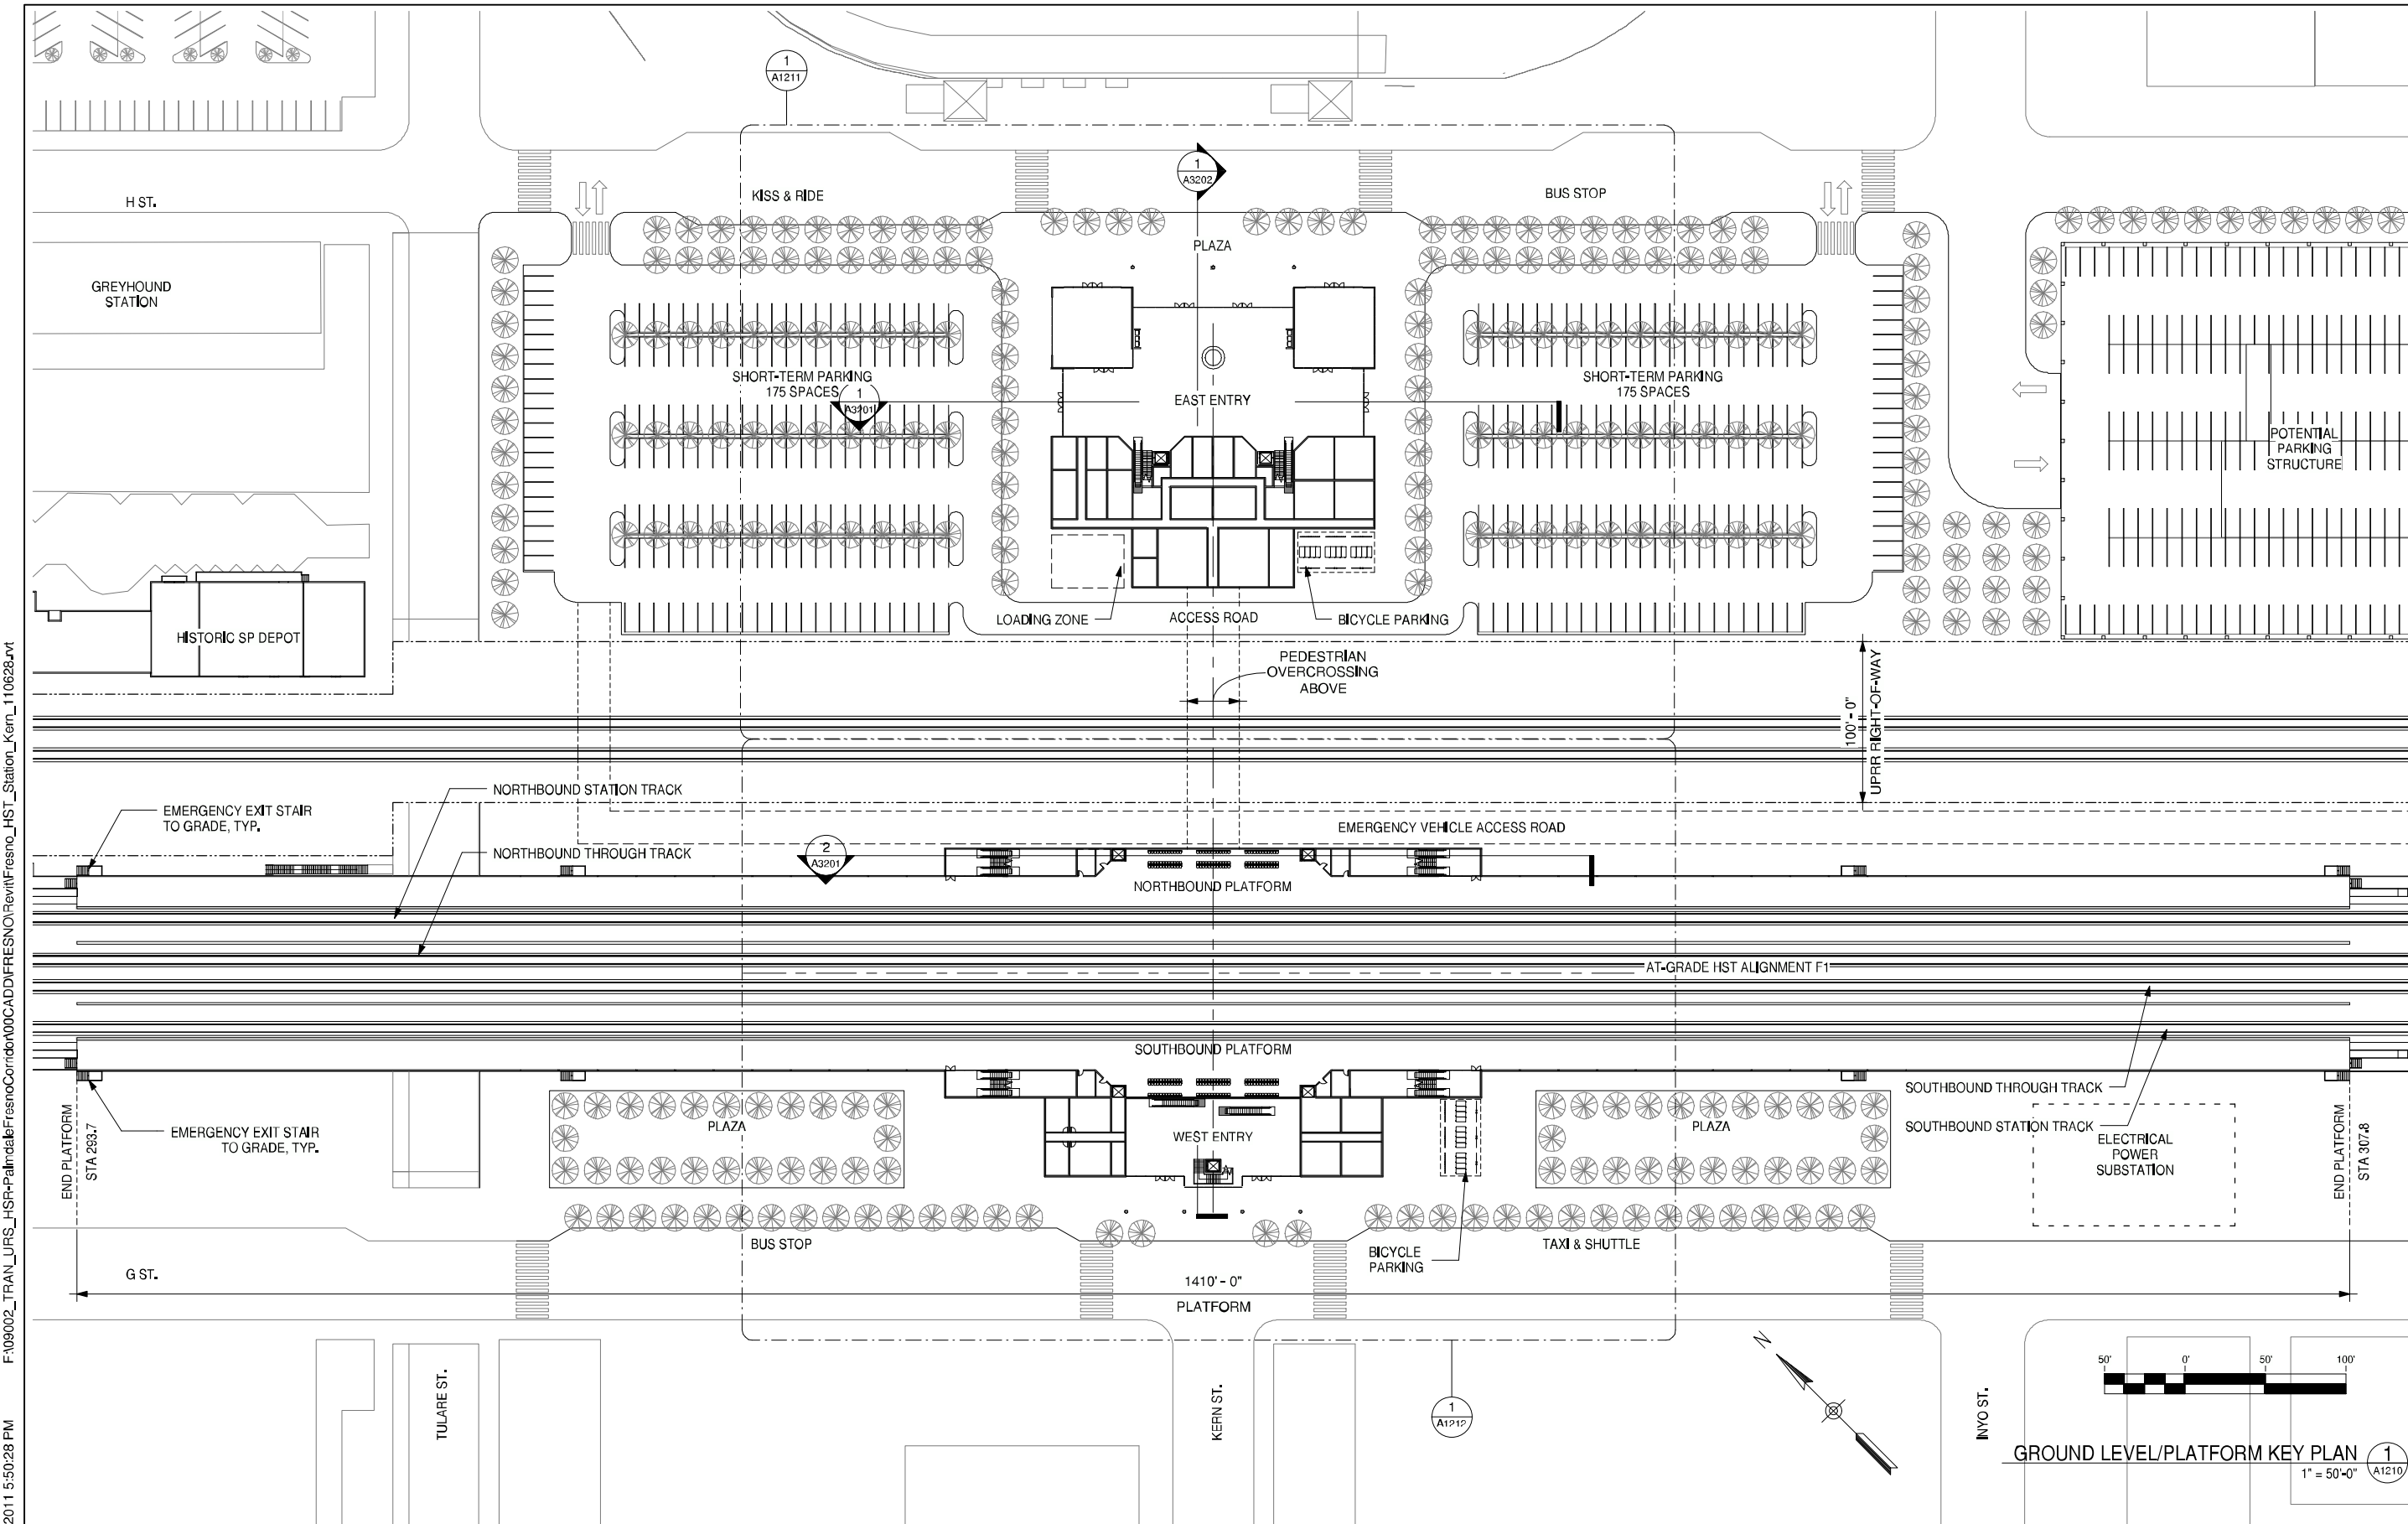 1
A1211
1
A3202
KISS & RIDE
BUS STOP
H ST.
PLAZA
GREYHOUND
STATION
SHORT-TERM PARKING
175 SPACES
1
A3201
EAST ENTRY
SHORT-TERM PARKING
175 SPACES
POTENTIAL
PARKING
STRUCTURE
HISTORIC SP DEPOT
LOADING ZONE
ACCESS ROAD
BICYCLE PARKING
PEDESTRIAN
OVERCROSSING
ABOVE
100' - 0"
UPRR RIGHT-OF-WAY
NORTHBOUND STATION TRACK
EMERGENCY EXIT STAIR
TO GRADE, TYP.
NORTHBOUND THROUGH TRACK
2
A3201
EMERGENCY VEHICLE ACCESS ROAD
NORTHBOUND PLATFORM
AT-GRADE HST ALIGNMENT F1
SOUTHBOUND PLATFORM
SOUTHBOUND THROUGH TRACK
SOUTHBOUND STATION TRACK
EMERGENCY EXIT STAIR
TO GRADE, TYP.
END PLATFORM
STA 293.7
PLAZA
WEST ENTRY
PLAZA
ELECTRICAL
POWER
SUBSTATION
END PLATFORM
STA 307.8
BUS STOP
BICYCLE
PARKING
TAXI & SHUTTLE
G ST.
1410' - 0"
PLATFORM
TULARE ST.
KERN ST.
1
A1212
N
INYO ST.
50' 0' 50' 100'
GROUND LEVEL/PLATFORM KEY PLAN
1" = 50'-0"
1
A1210
2011 5:50:28 PM F:\09002_TRAN_URS_HSR-PalmdaleFresnoCorridor\00CADD\FRESNO\Revit\Fresno_HST_Station_Kern_110628.rvt